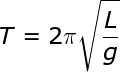 T = 2π√(L/g)